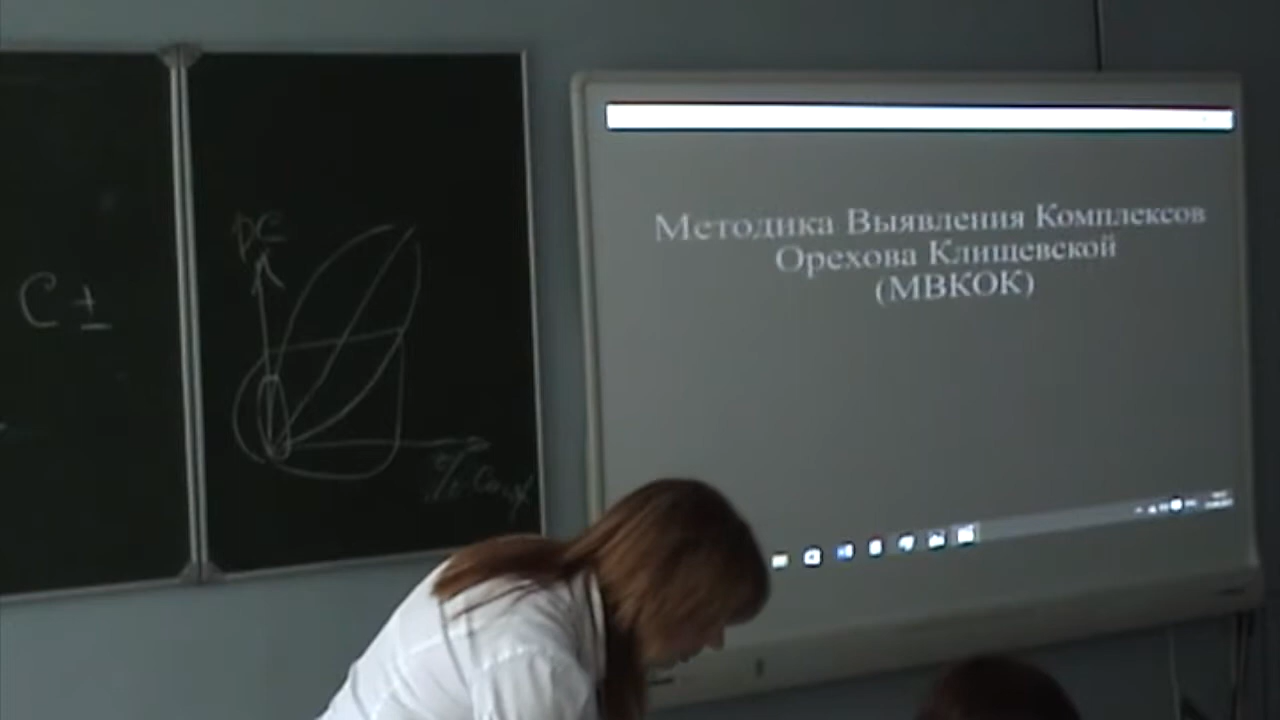 С ±
Методика Выявления Комплексов
Орехова Клищевской
(МВКОК)